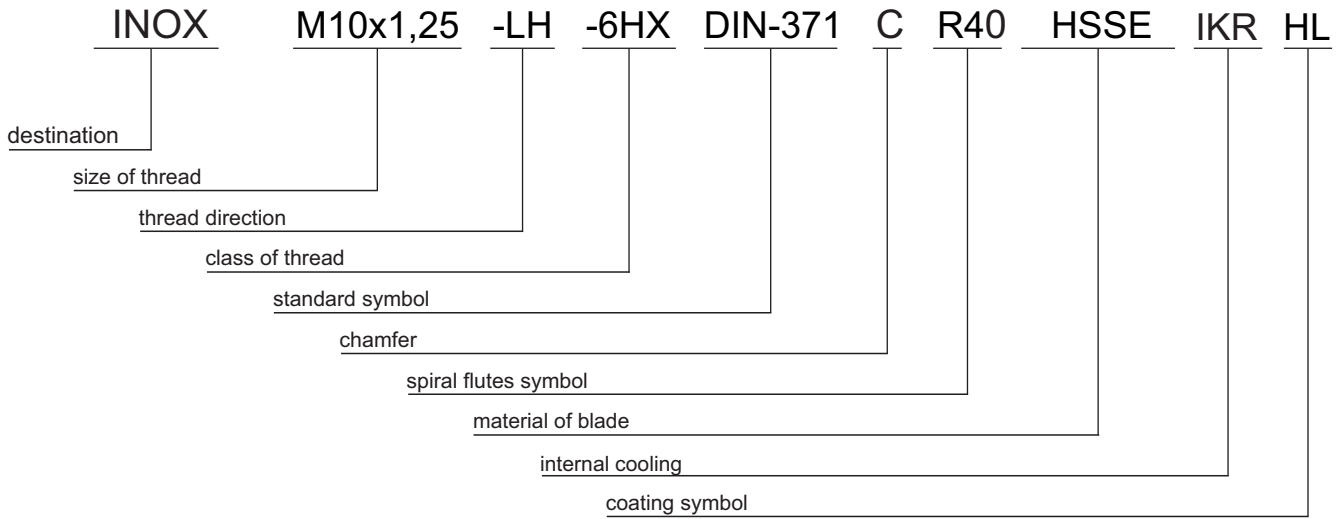 INOX M10x1,25 -LH -6HX DIN-371 C R40 HSSE IKR HL
destination
size of thread
thread direction
class of thread
standard symbol
chamfer
spiral flutes symbol
material of blade
internal cooling
coating symbol